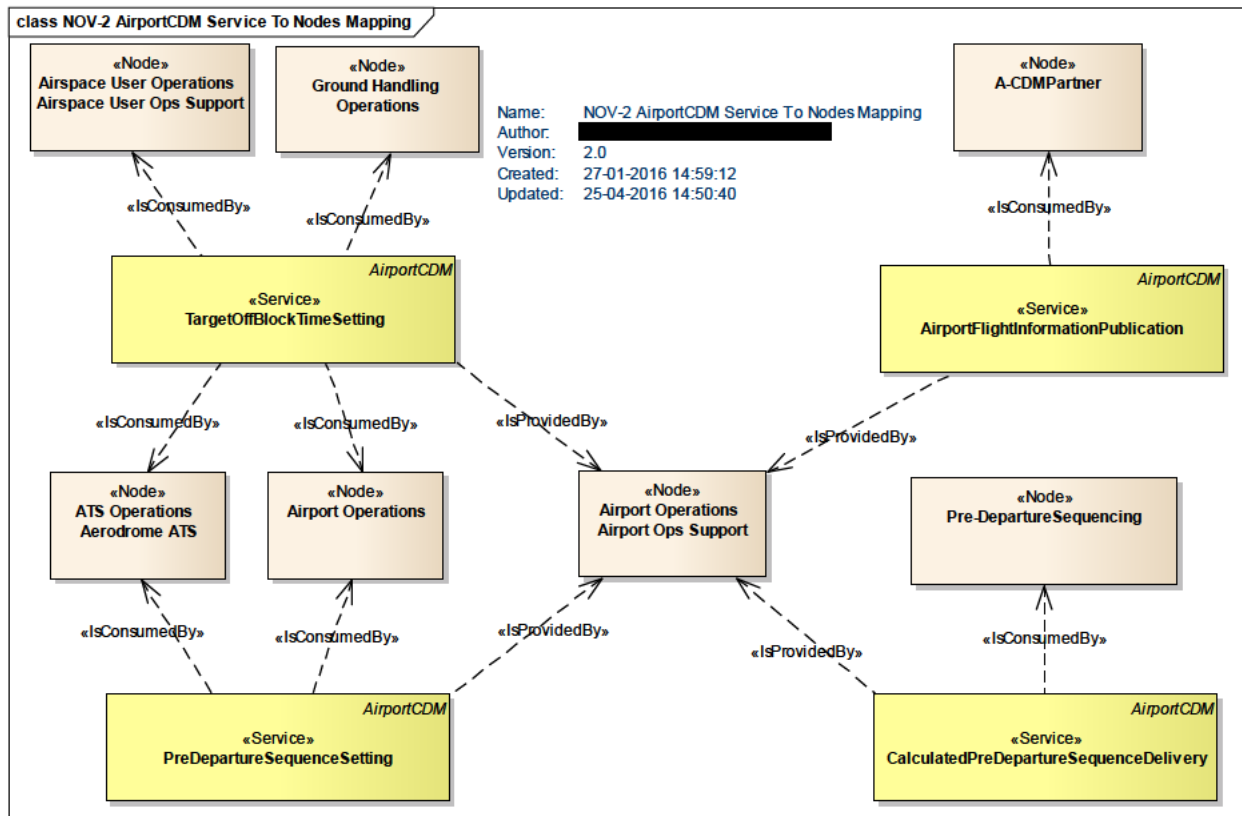 class NOV-2 AirportCDM Service To Nodes Mapping
«Node»
Airspace User Operations
Airspace User Ops Support
«Node»
Ground Handling
Operations
«Node»
A-CDMPartner
Name: NOV-2 AirportCDM Service To Nodes Mapping
Author:
Version: 2.0
Created: 27-01-2016 14:59:12
Updated: 25-04-2016 14:50:40
«IsConsumedBy»
«IsConsumedBy»
«IsConsumedBy»
AirportCDM
«Service»
TargetOffBlockTimeSetting
AirportCDM
«Service»
AirportFlightInformationPublication
«IsConsumedBy»
«IsConsumedBy»
«IsProvidedBy»
«IsProvidedBy»
«Node»
ATS Operations
Aerodrome ATS
«Node»
Airport Operations
«Node»
Airport Operations
Airport Ops Support
«Node»
Pre-DepartureSequencing
«IsConsumedBy»
«IsConsumedBy»
«IsProvidedBy»
«IsProvidedBy»
«IsConsumedBy»
AirportCDM
«Service»
PreDepartureSequenceSetting
AirportCDM
«Service»
CalculatedPreDepartureSequenceDelivery